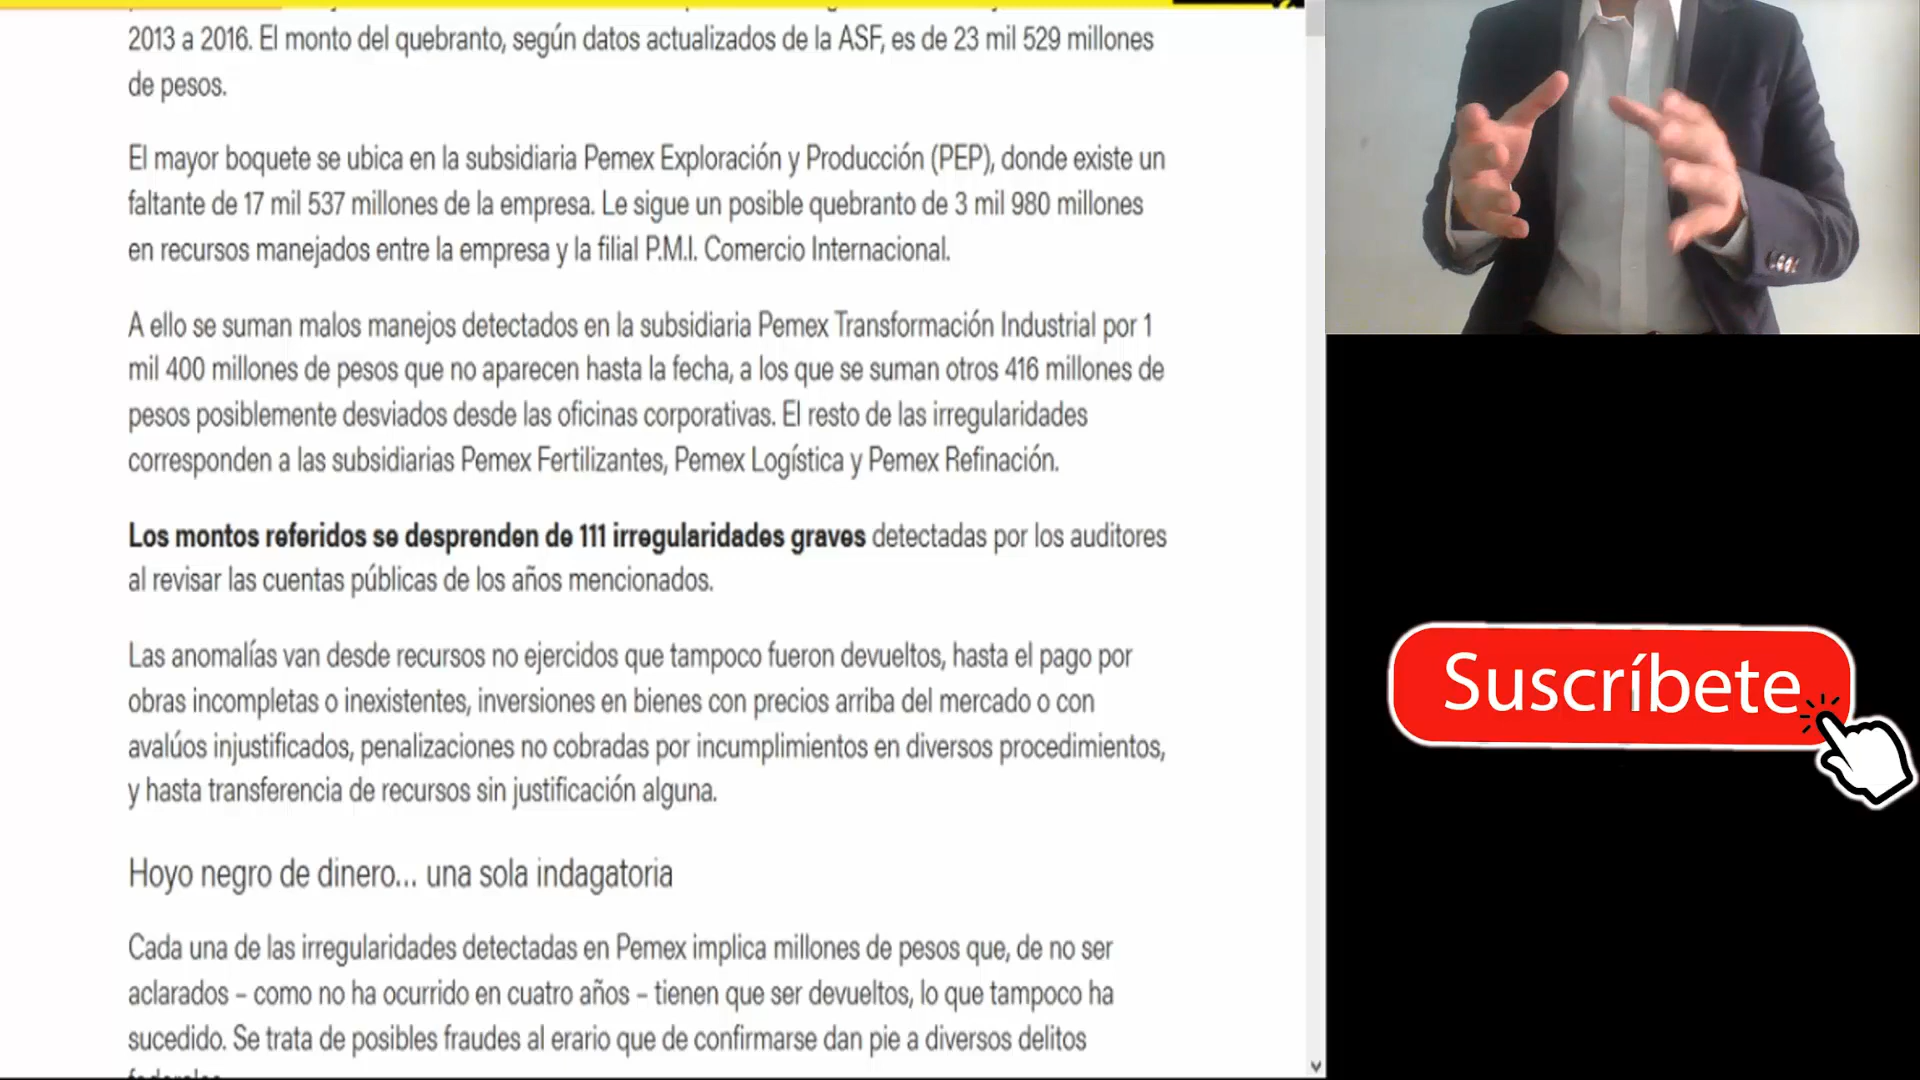 2013 a 2016. El monto del quebranto, según datos actualizados de la ASF, es de 23 mil 529 millones
de pesos.
El mayor boquete se ubica en la subsidiaria Pemex Exploración y Producción (PEP), donde existe un
faltante de 17 mil 537 millones de la empresa. Le sigue un posible quebranto de 3 mil 980 millones
en recursos manejados entre la empresa y la filial P.M.I. Comercio Internacional.
A ello se suman malos manejos detectados en la subsidiaria Pemex Transformación Industrial por 1
mil 400 millones de pesos que no aparecen hasta la fecha, a los que se suman otros 416 millones de
pesos posiblemente desviados desde las oficinas corporativas. El resto de las irregularidades
corresponden a las subsidiarias Pemex Fertilizantes, Pemex Logística y Pemex Refinación.
Los montos referidos se desprenden de 111 irregularidades graves detectadas por los auditores
al revisar las cuentas públicas de los años mencionados.
Las anomalías van desde recursos no ejercidos que tampoco fueron devueltos, hasta el pago por
obras incompletas o inexistentes, inversiones en bienes con precios arriba del mercado o con
avalúos injustificados, penalizaciones no cobradas por incumplimientos en diversos procedimientos,
y hasta transferencia de recursos sin justificación alguna.
Hoyo negro de dinero... una sola indagatoria
Cada una de las irregularidades detectadas en Pemex implica millones de pesos que, de no ser
aclarados – como no ha ocurrido en cuatro años – tienen que ser devueltos, lo que tampoco ha
sucedido. Se trata de posibles fraudes al erario que de confirmarse dan pie a diversos delitos
Suscríbete